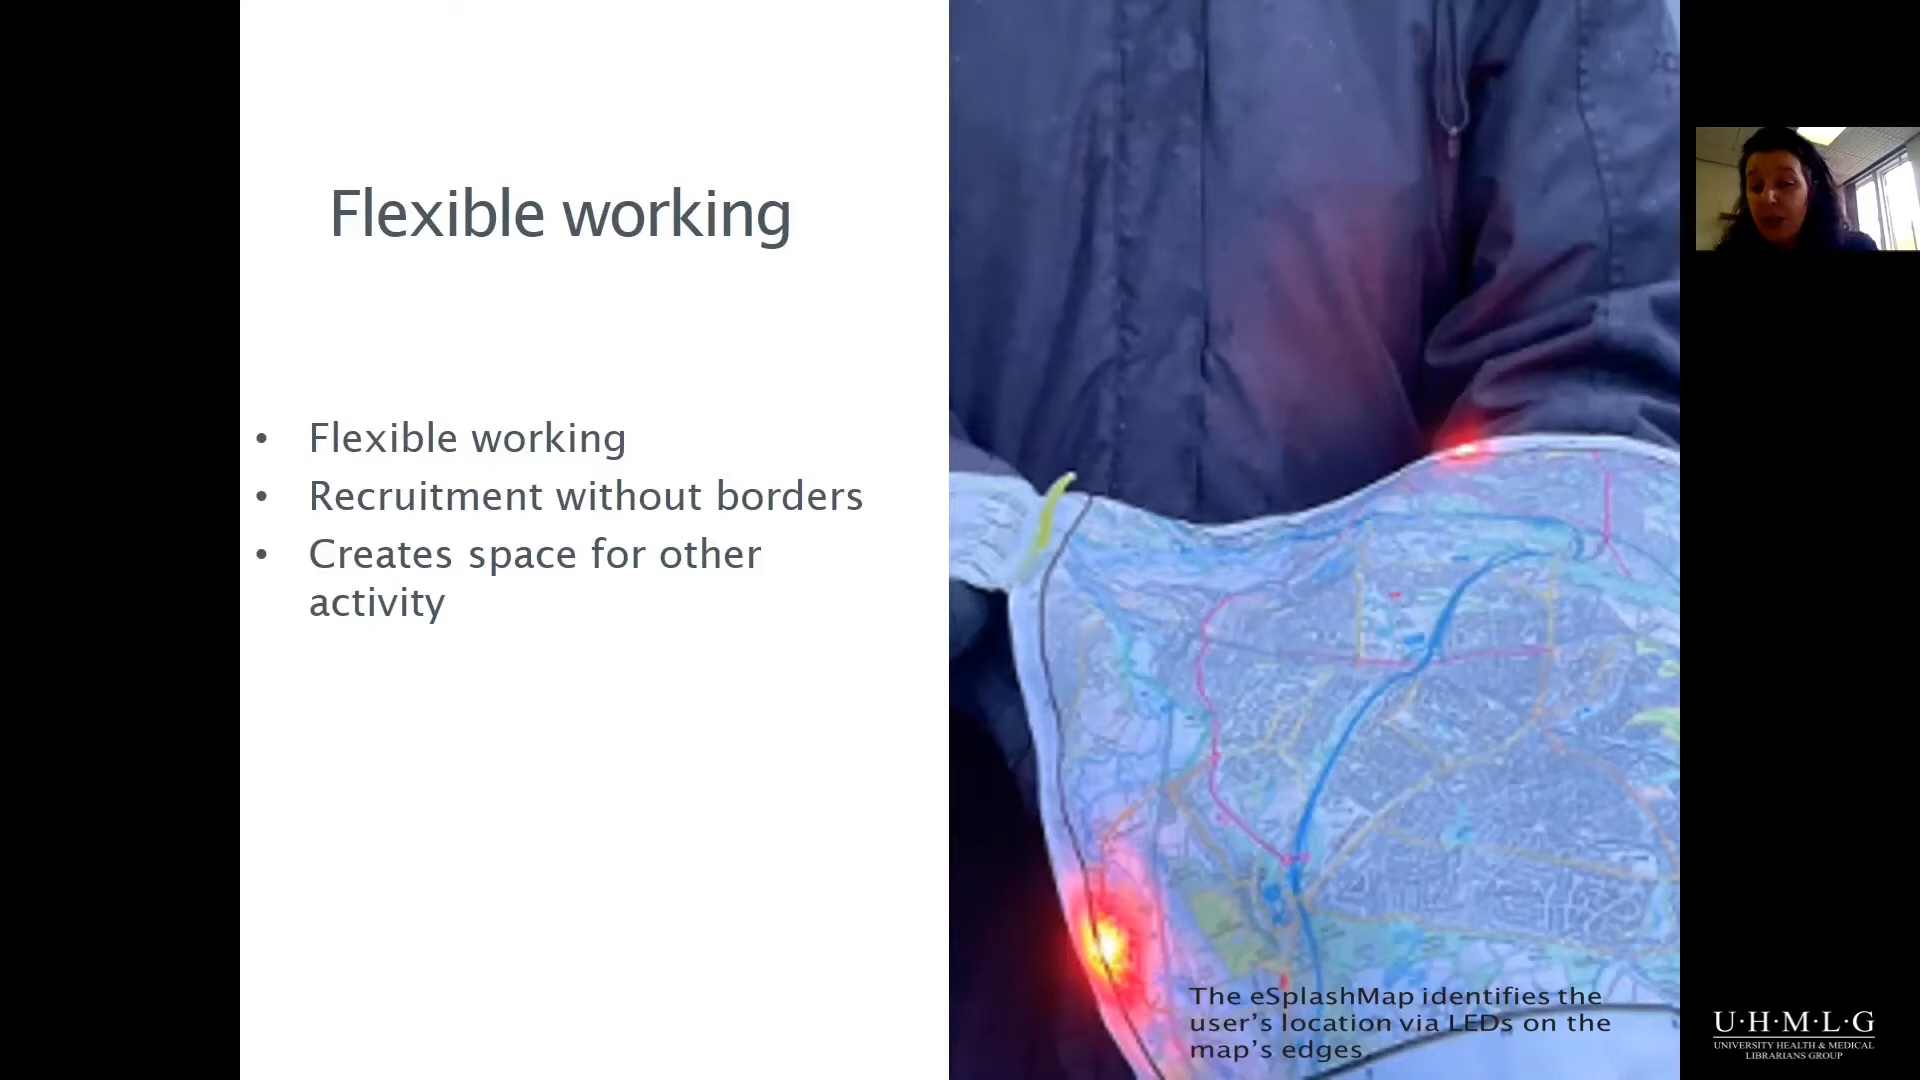 Flexible working
• Flexible working
• Recruitment without borders
• Creates space for other
activity
The eSplashMap identifies the
user's location via LEDs on the
map's edges.
U·H·M·L·G
UNIVERSITY HEALTH & MEDICAL
LIBRARIANS GROUP